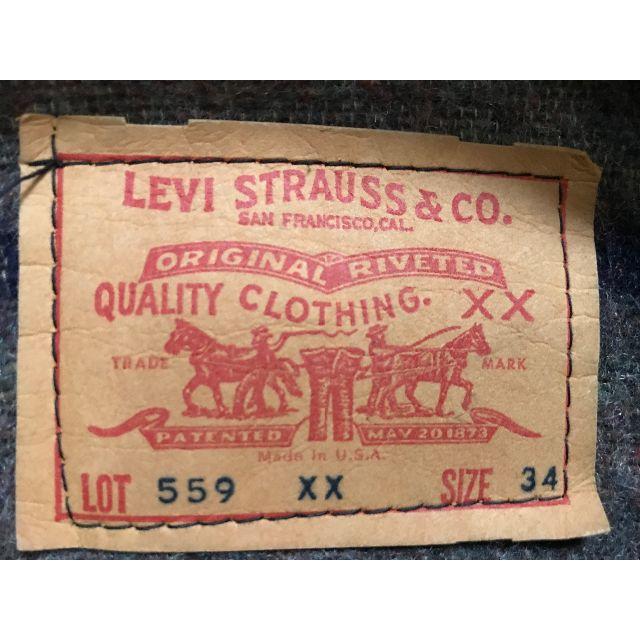 LEVI STRAUSS & CO.
SAN FRANCISCO, CAL.
ORIGINAL RIVETED
QUALITY CLOTHING. XX
TRADE MARK
PATENTED MAY 20 1873
Made in U.S.A.
LOT 559 XX SIZE 34